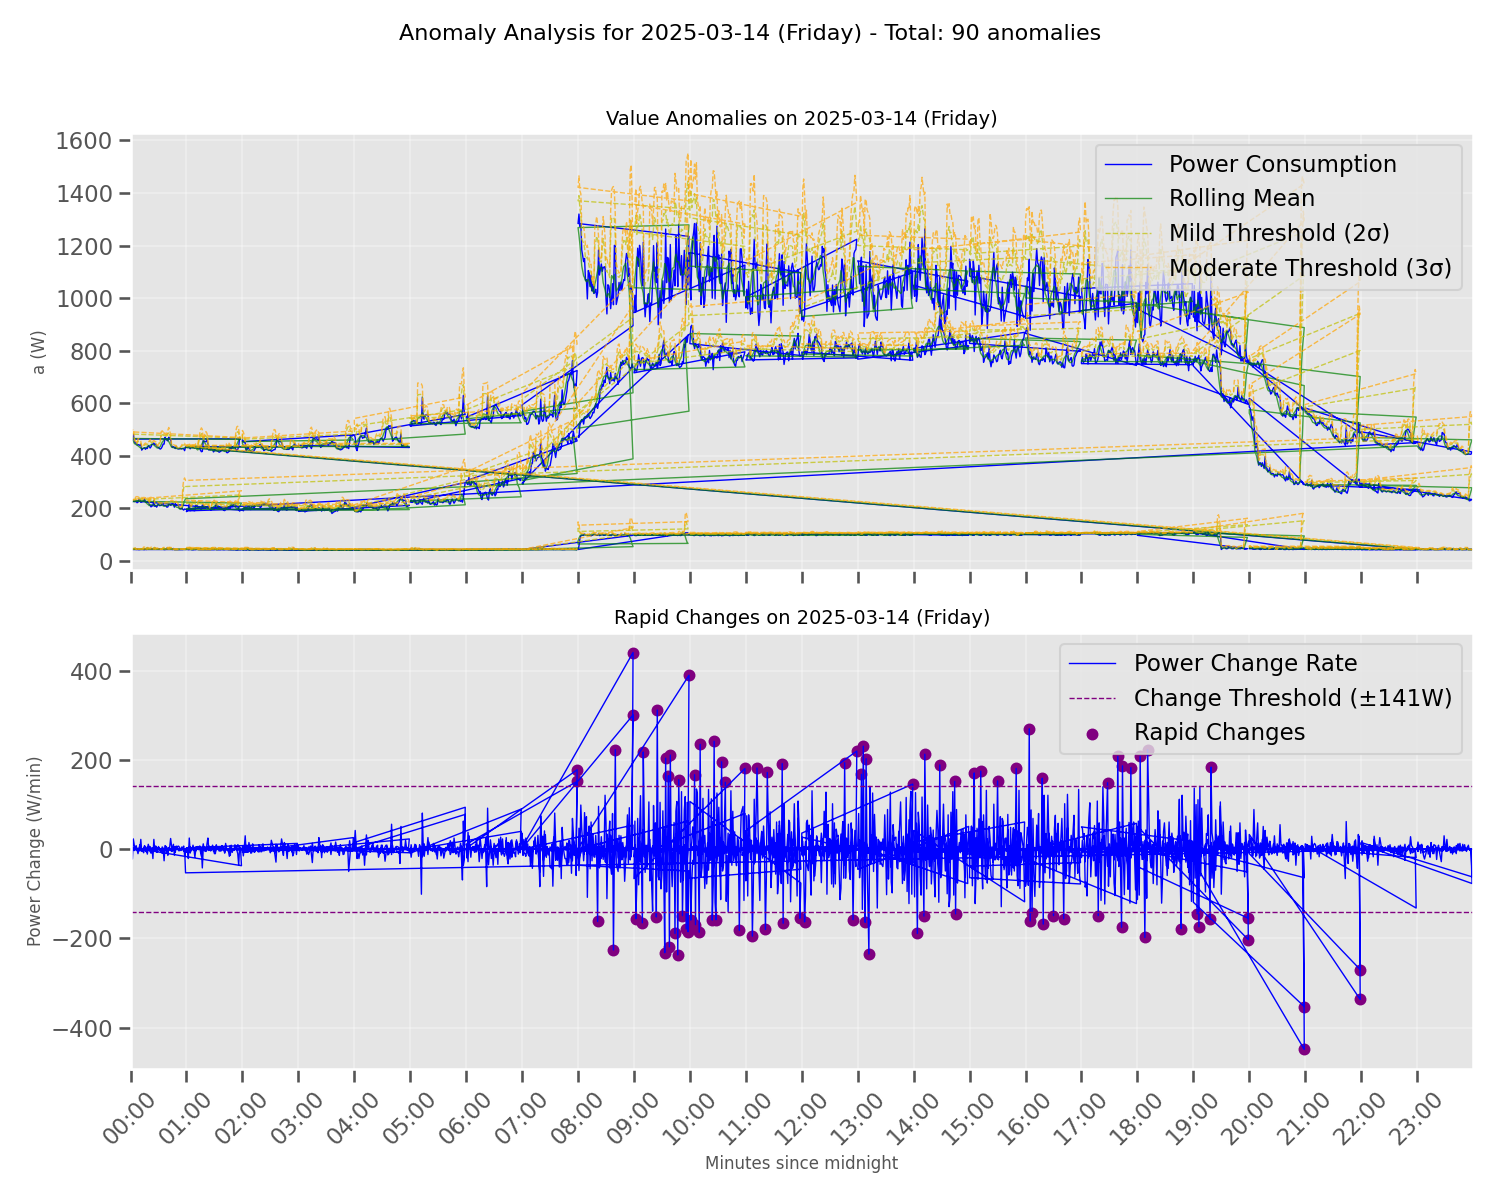 Anomaly Analysis for 2025-03-14 (Friday) - Total: 90 anomalies
Value Anomalies on 2025-03-14 (Friday)
1600
1400
1200
1000
800
600
400
200
0
a (W)
Power Consumption
Rolling Mean
Mild Threshold (2σ)
Moderate Threshold (3σ)
Rapid Changes on 2025-03-14 (Friday)
400
200
0
−200
−400
Power Change (W/min)
Power Change Rate
Change Threshold (±141W)
Rapid Changes
00:00
01:00
02:00
03:00
04:00
05:00
06:00
07:00
08:00
09:00
10:00
11:00
12:00
13:00
14:00
15:00
16:00
17:00
18:00
19:00
20:00
21:00
22:00
23:00
Minutes since midnight